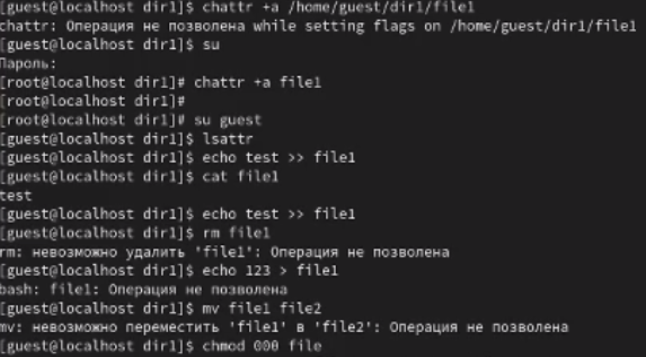 [guest@localhost dir1]$ chattr +a /home/guest/dir1/file1
chattr: Операция не позволена while setting flags on /home/guest/dir1/file1
[guest@localhost dir1]$ su
Пароль:
[root@localhost dir1]# chattr +a file1
[root@localhost dir1]#
[root@localhost dir1]# su guest
[guest@localhost dir1]$ lsattr
[guest@localhost dir1]$ echo test >> file1
[guest@localhost dir1]$ cat file1
test
[guest@localhost dir1]$ echo test >> file1
[guest@localhost dir1]$ rm file1
rm: невозможно удалить 'file1': Операция не позволена
[guest@localhost dir1]$ echo 123 > file1
bash: file1: Операция не позволена
[guest@localhost dir1]$ mv file1 file2
mv: невозможно переместить 'file1' в 'file2': Операция не позволена
[guest@localhost dir1]$ chmod 000 file